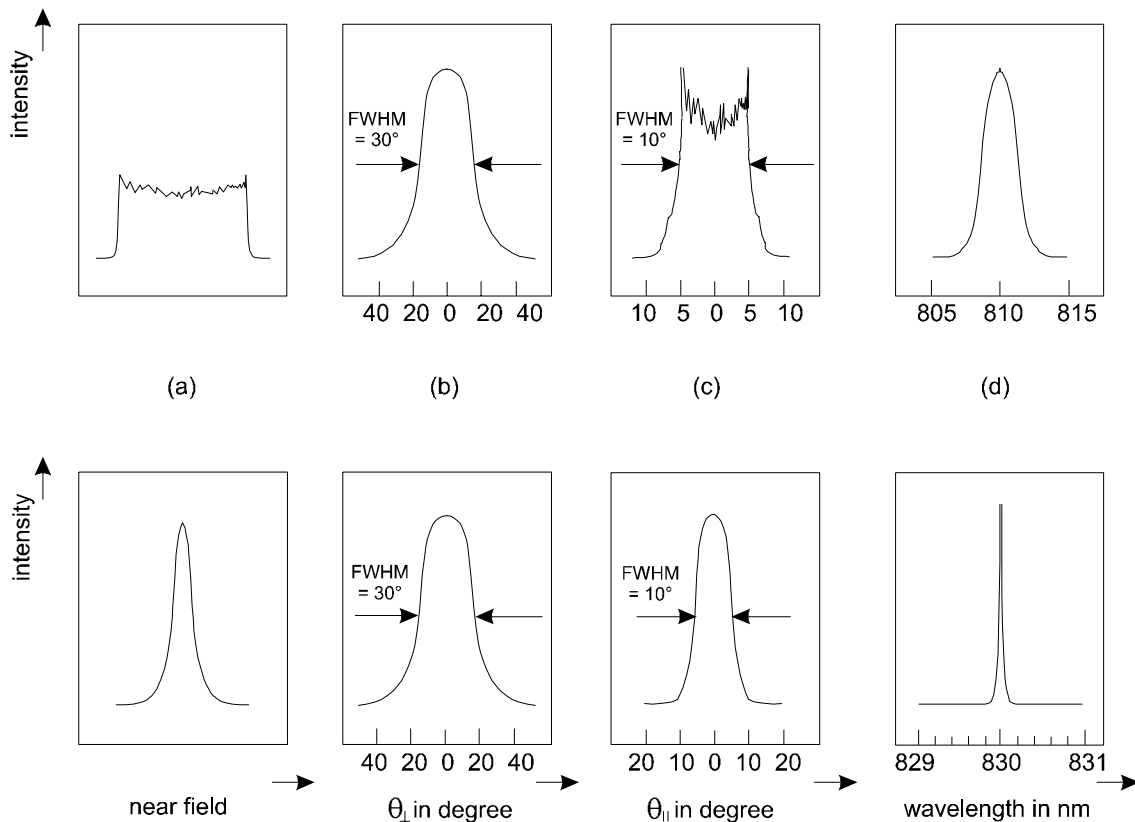 intensity
FWHM
= 30°
FWHM
= 10°
40 20 0 20 40
10 5 0 5 10
805 810 815
(a) (b) (c) (d)
intensity
FWHM
= 30°
FWHM
= 10°
40 20 0 20 40
20 10 0 10 20
829 830 831
near field
θ⊥ in degree
θ|| in degree
wavelength in nm